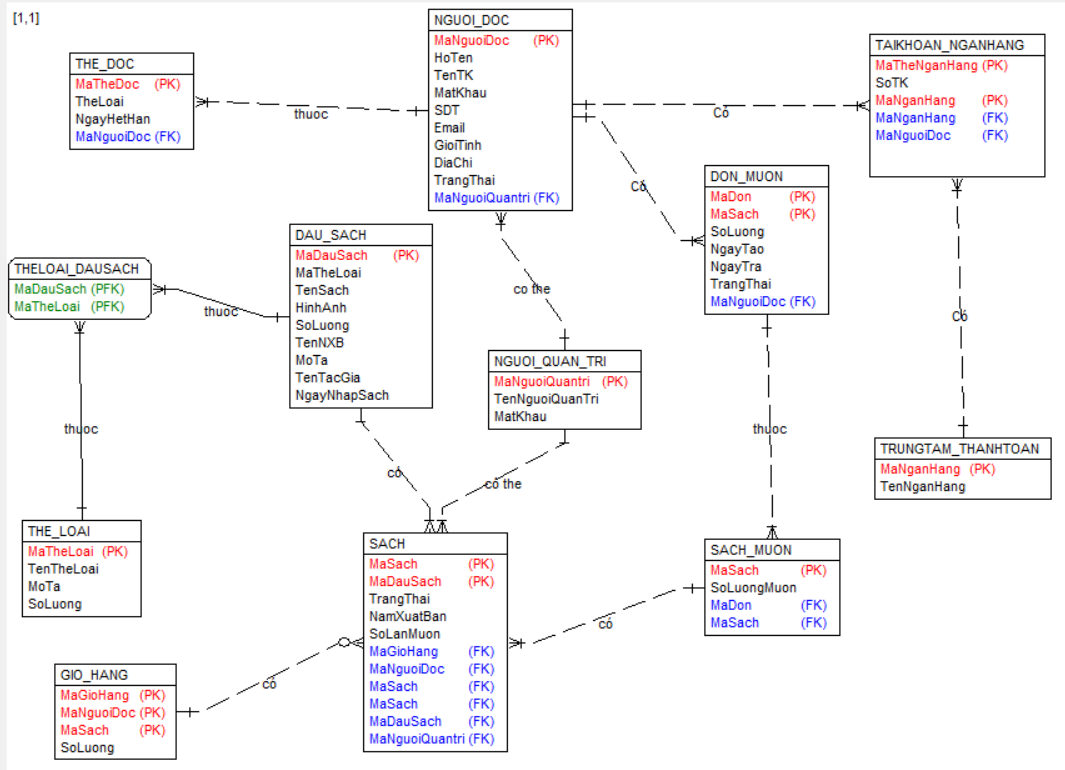 [1,1]
NGUOI_DOC
MaNguoiDoc (PK)
HoTen
TenTK
MatKhau
SDT
Email
GioiTinh
DiaChi
TrangThai
MaNguoiQuantri (FK)
THE_DOC
MaTheDoc (PK)
TheLoai
NgayHetHan
MaNguoiDoc (FK)
thuoc
TAIKHOAN_NGANHANG
MaTheNganHang (PK)
SoTK
MaNganHang (PK)
MaNganHang (FK)
MaNguoiDoc (FK)
Có
Có
DON_MUON
MaDon (PK)
MaSach (PK)
SoLuong
NgayTao
NgayTra
TrangThai
MaNguoiDoc (FK)
DAU_SACH
MaDauSach (PK)
MaTheLoai
TenSach
HinhAnh
SoLuong
TenNXB
MoTa
TenTacGia
NgayNhapSach
THELOAI_DAUSACH
MaDauSach (PFK)
MaTheLoai (PFK)
thuoc
co the
Có
NGUOI_QUAN_TRI
MaNguoiQuantri (PK)
TenNguoiQuanTri
MatKhau
thuoc
thuoc
TRUNGTAM_THANHTOAN
MaNganHang (PK)
TenNganHang
có
có the
THE_LOAI
MaTheLoai (PK)
TenTheLoai
MoTa
SoLuong
SACH
MaSach (PK)
MaDauSach (PK)
TrangThai
NamXuatBan
SoLanMuon
MaGioHang (FK)
MaNguoiDoc (FK)
MaSach (FK)
MaSach (FK)
MaDauSach (FK)
MaNguoiQuantri (FK)
SACH_MUON
MaSach (PK)
SoLuongMuon
MaDon (FK)
MaSach (FK)
có
GIO_HANG
MaGioHang (PK)
MaNguoiDoc (PK)
MaSach (PK)
SoLuong
có